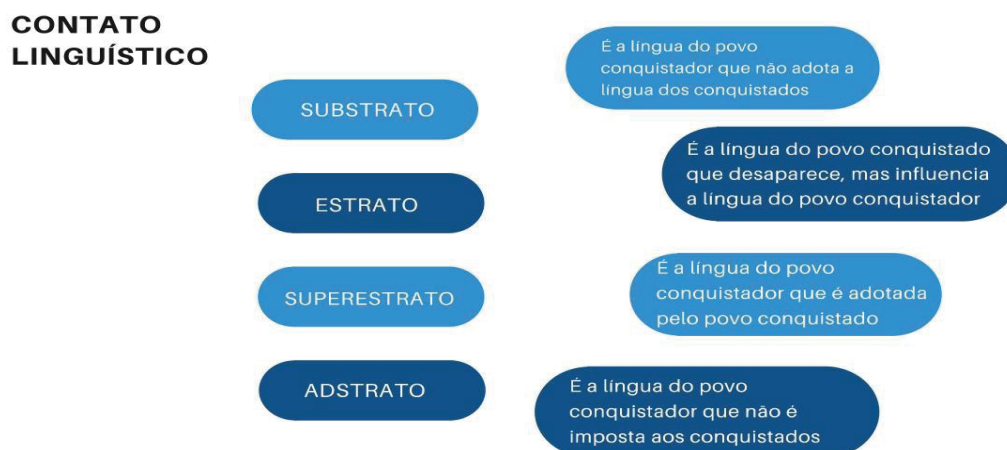 CONTATO
LINGUÍSTICO
SUBSTRATO
ESTRATO
SUPERESTRATO
ADSTRATO
É a língua do povo
conquistador que não adota a
língua dos conquistados
É a língua do povo conquistado
que desaparece, mas influencia
a língua do povo conquistador
É a língua do povo
conquistador que é adotada
pelo povo conquistado
É a língua do povo
conquistador que não é
imposta aos conquistados